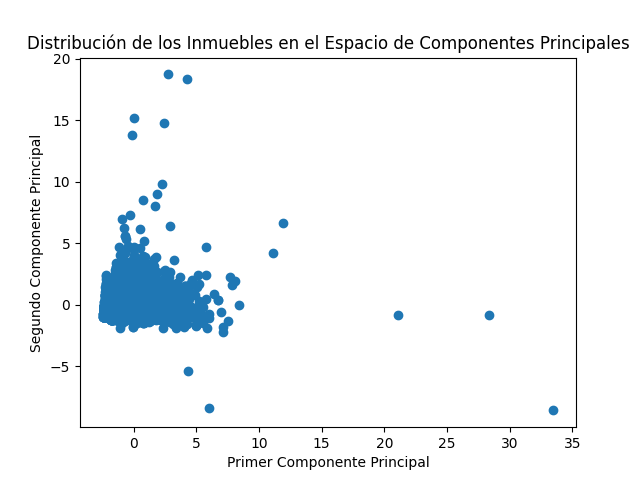 Distribución de los Inmuebles en el Espacio de Componentes Principales
20
15
10
5
0
−5
Segundo Componente Principal
0 5 10 15 20 25 30 35
Primer Componente Principal